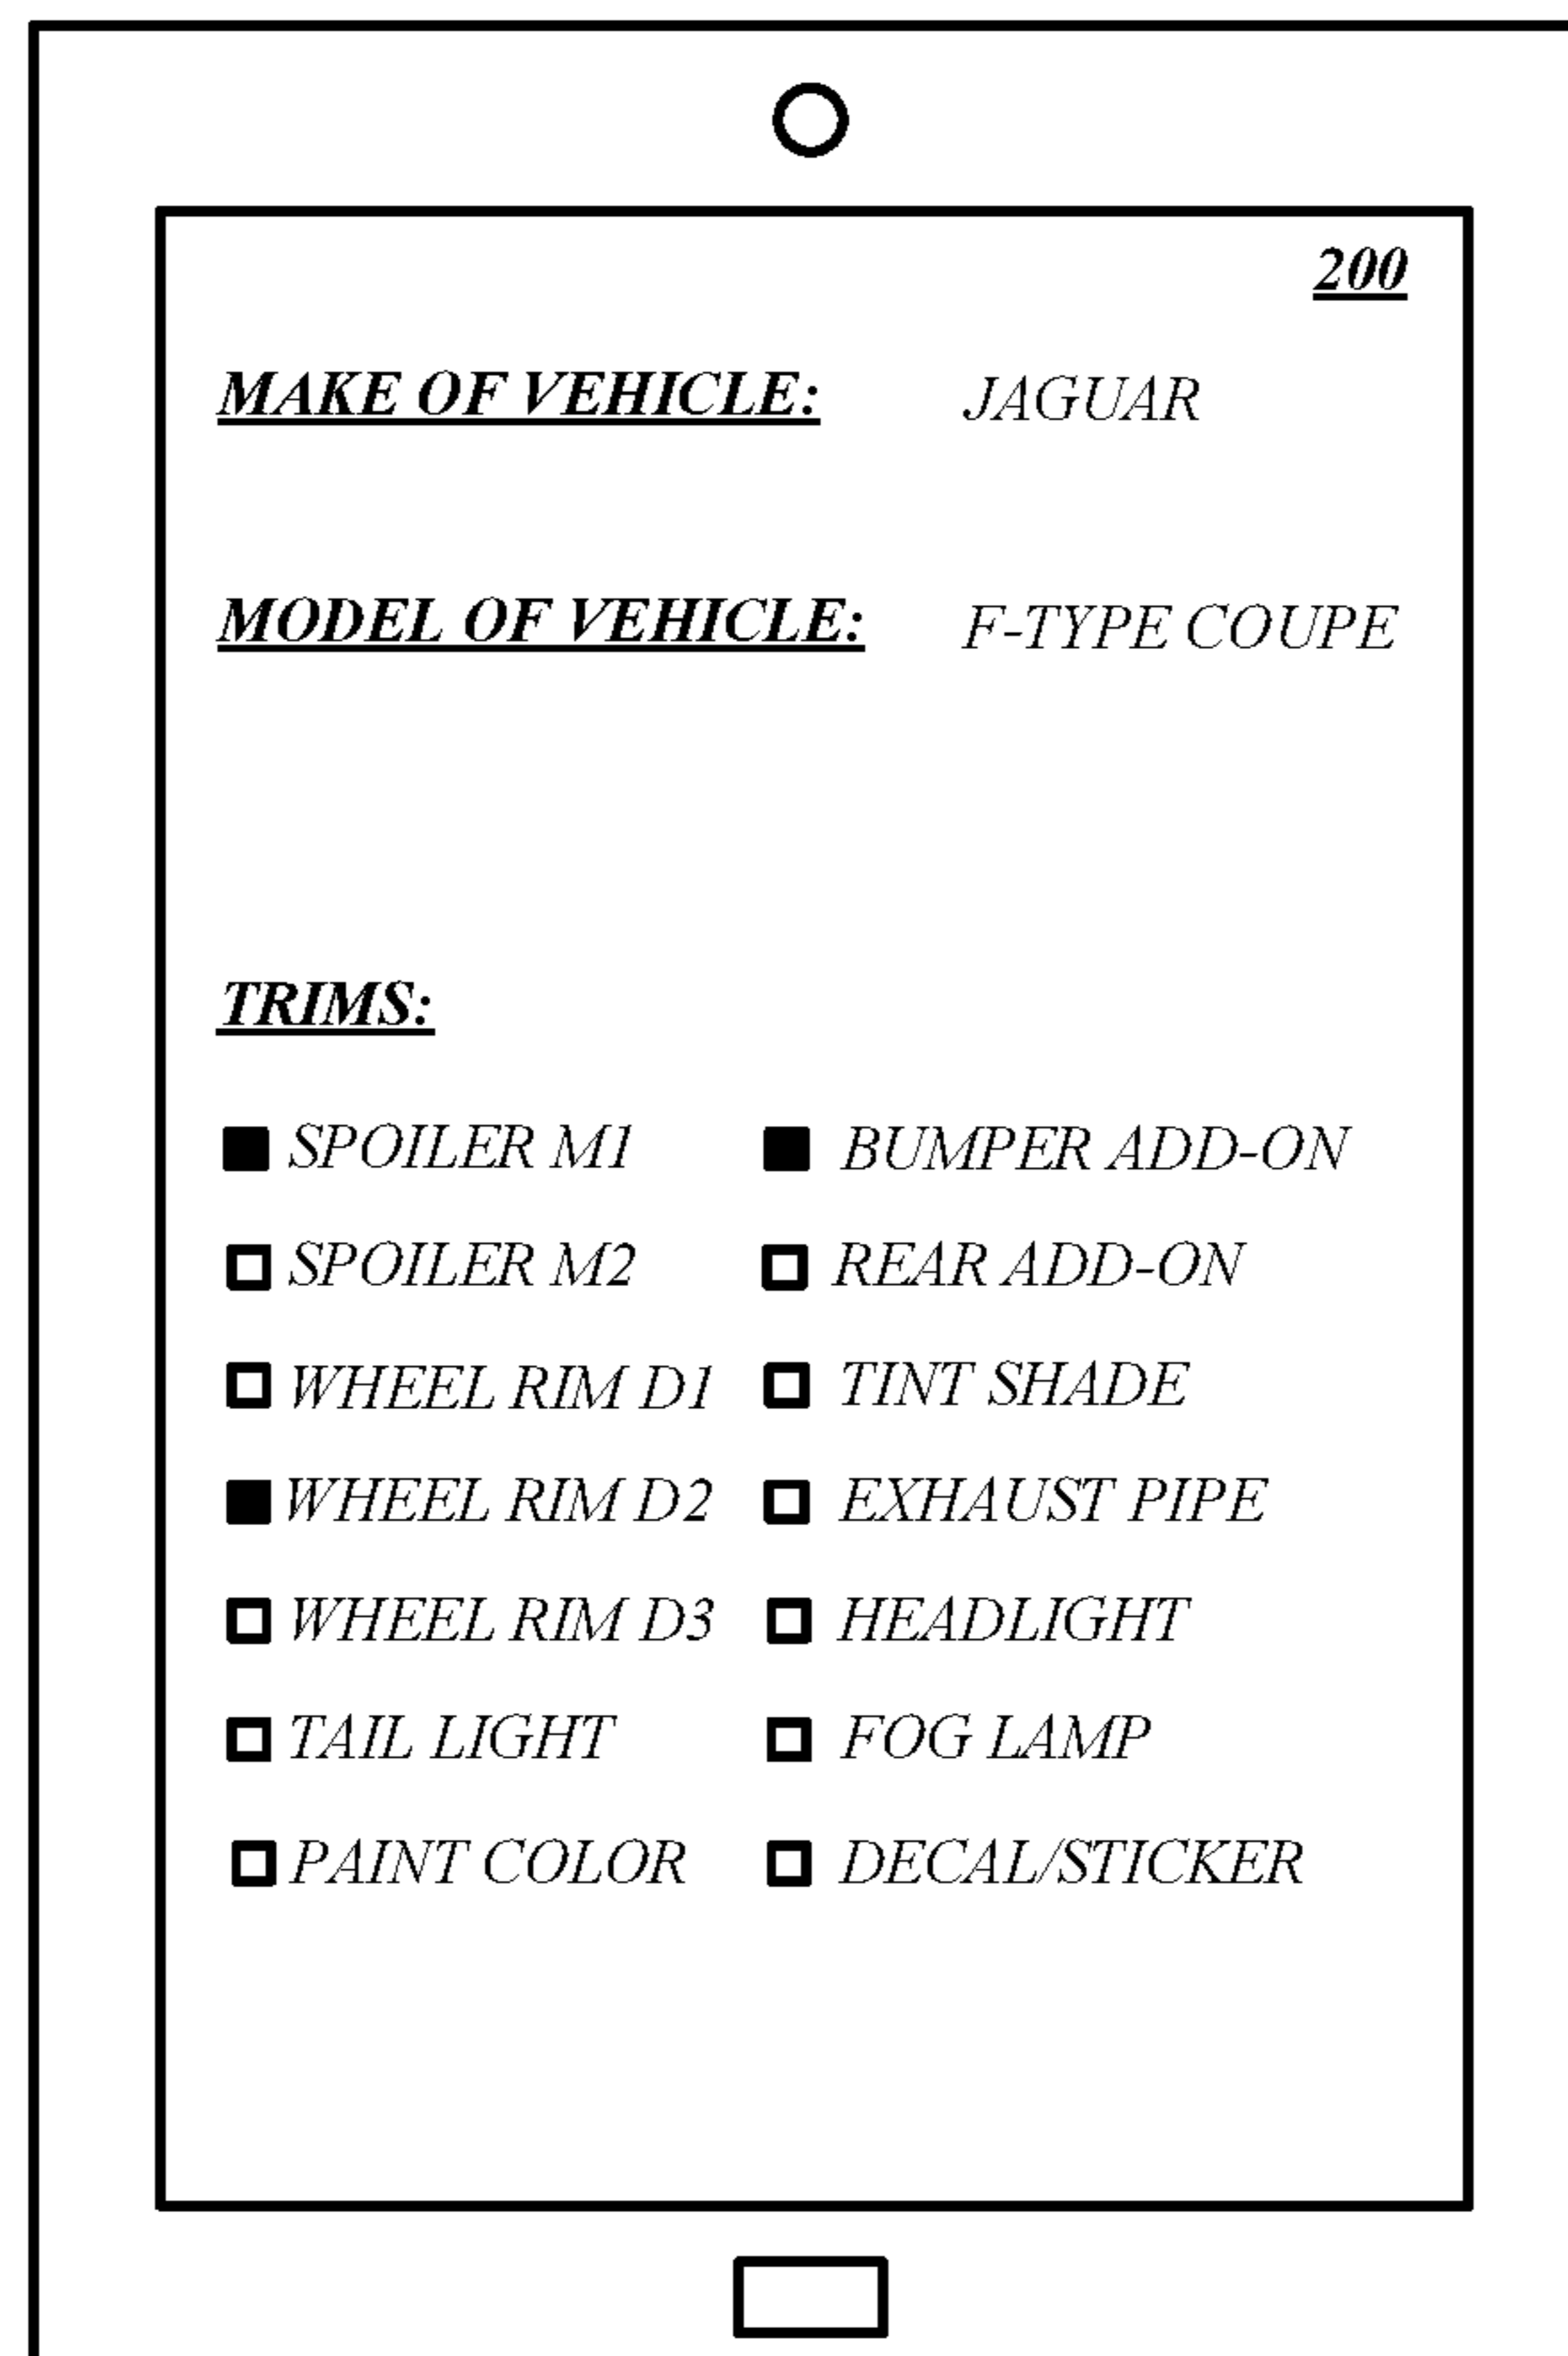 200
MAKE OF VEHICLE: JAGUAR
MODEL OF VEHICLE: F-TYPE COUPE
TRIMS:
SPOILER M1 BUMPER ADD-ON
SPOILER M2 REAR ADD-ON
WHEEL RIM D1 TINT SHADE
WHEEL RIM D2 EXHAUST PIPE
WHEEL RIM D3 HEADLIGHT
TAIL LIGHT FOG LAMP
PAINT COLOR DECAL/STICKER